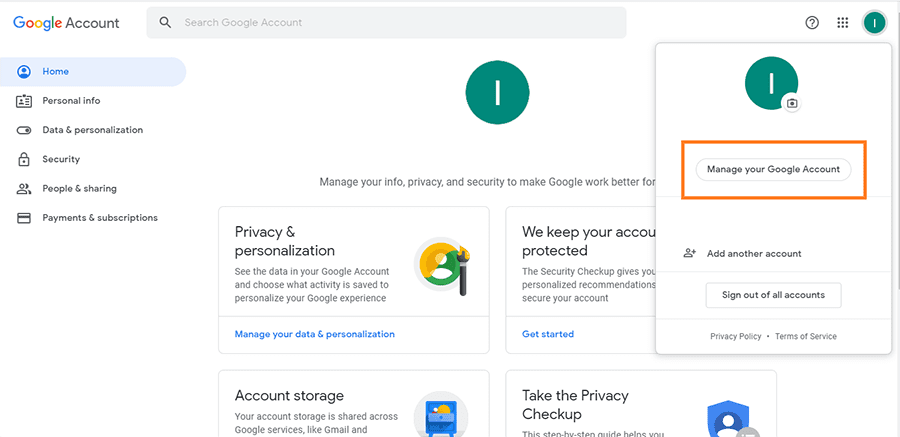 Google Account
Search Google Account
I
Home
Personal info
Data & personalization
Security
People & sharing
Payments & subscriptions
I
Manage your info, privacy, and security to make Google work better for
Privacy &
personalization
See the data in your Google Account
and choose what activity is saved to
personalize your Google experience
Manage your data & personalization
We keep your accou
protected
The Security Checkup gives you
personalized recommendations
secure your account
Get started
Account storage
Your account storage is shared across
Google services, like Gmail and
Take the Privacy
Checkup
This step-by-step guide helps you
I
Manage your Google Account
Add another account
Sign out of all accounts
Privacy Policy • Terms of Service